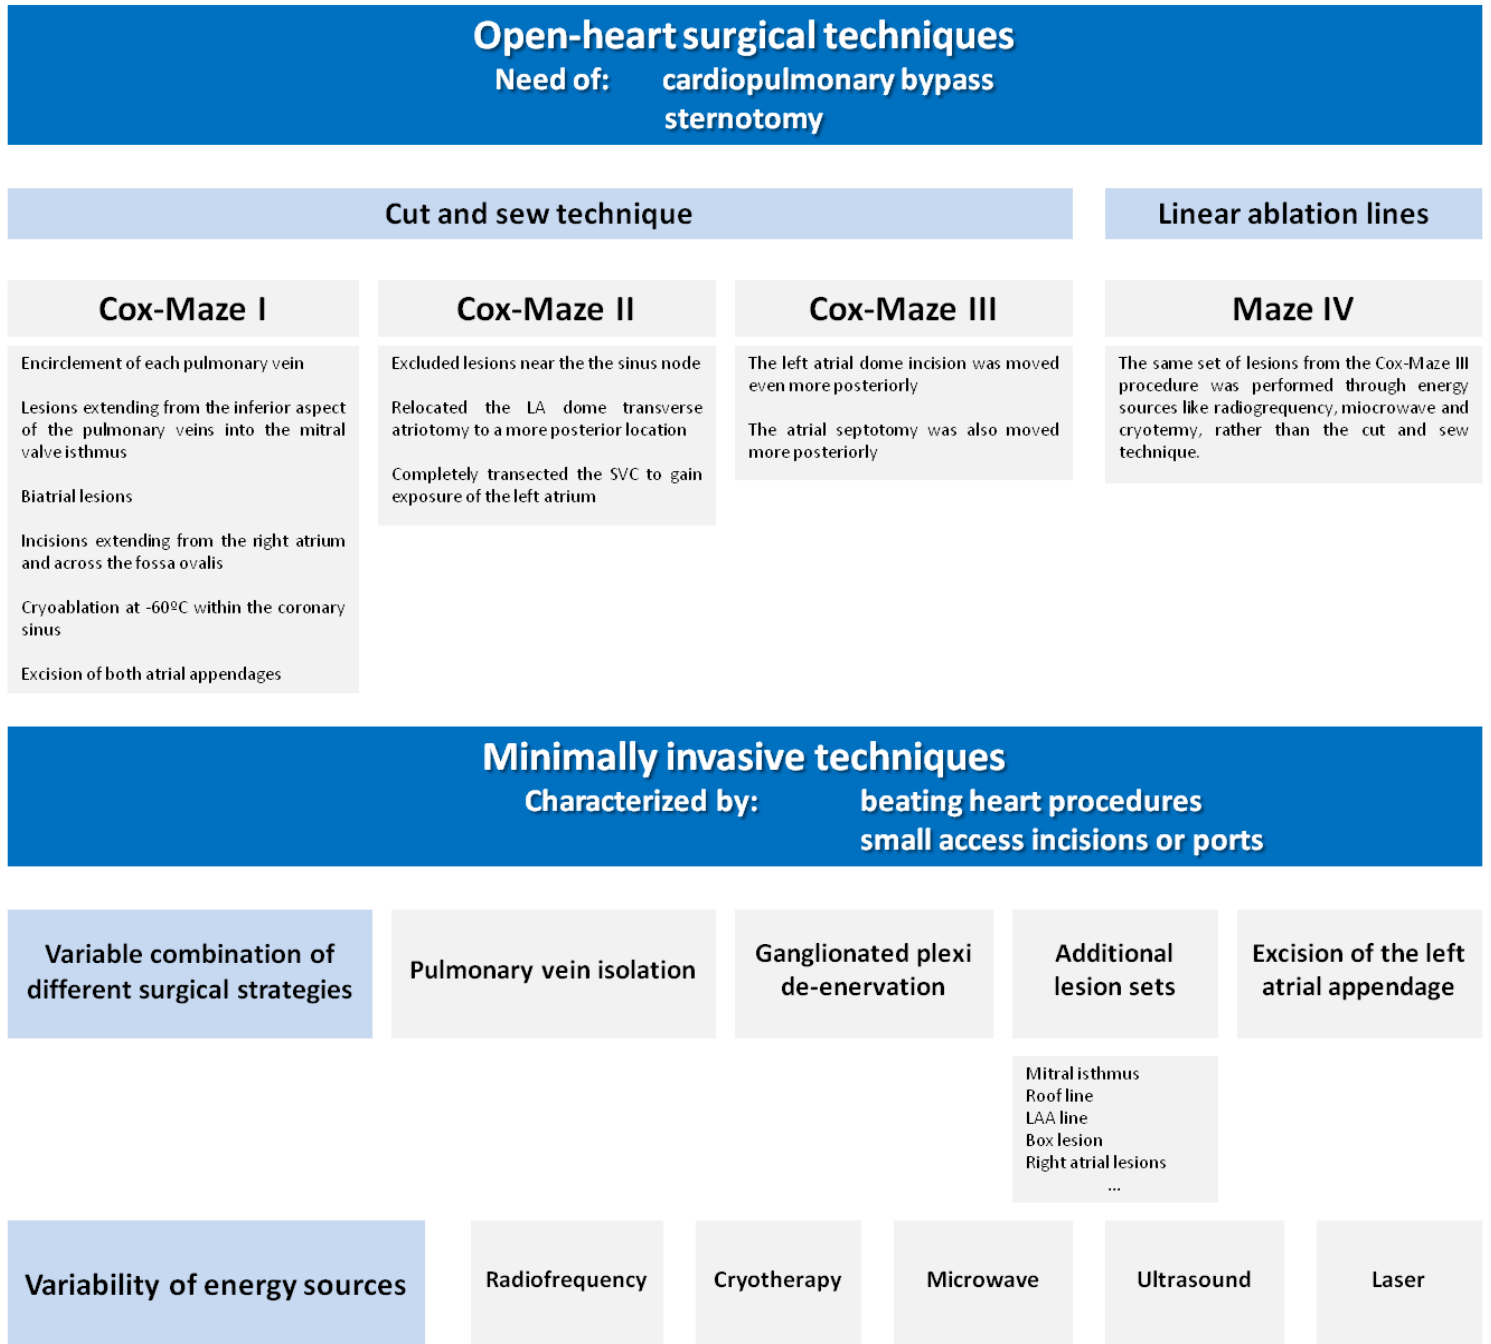 Open-heart surgical techniques
Need of: cardiopulmonary bypass
sternotomy
Cut and sew technique
Linear ablation lines
Cox-Maze I
Encirclement of each pulmonary vein
Lesions extending from the inferior aspect
of the pulmonary veins into the mitral
valve isthmus
Biatrial lesions
Incisions extending from the right atrium
and across the fossa ovalis
Cryoablation at -60ºC within the coronary
sinus
Excision of both atrial appendages
Cox-Maze II
Excluded lesions near the the sinus node
Relocated the LA dome transverse
atriotomy to a more posterior location
Completely transected the SVC to gain
exposure of the left atrium
Cox-Maze III
The left atrial dome incision was moved
even more posteriorly
The atrial septotomy was also moved
more posteriorly
Maze IV
The same set of lesions from the Cox-Maze III
procedure was performed through energy
sources like radiogrequency, miocrowave and
cryotermy, rather than the cut and sew
technique.
Minimally invasive techniques
Characterized by: beating heart procedures
small access incisions or ports
Variable combination of
different surgical strategies
Pulmonary vein isolation
Ganglionated plexi
de-enervation
Additional
lesion sets
Mitral isthmus
Roof line
LAA line
Box lesion
Right atrial lesions
...
Excision of the left
atrial appendage
Variability of energy sources
Radiofrequency
Cryotherapy
Microwave
Ultrasound
Laser